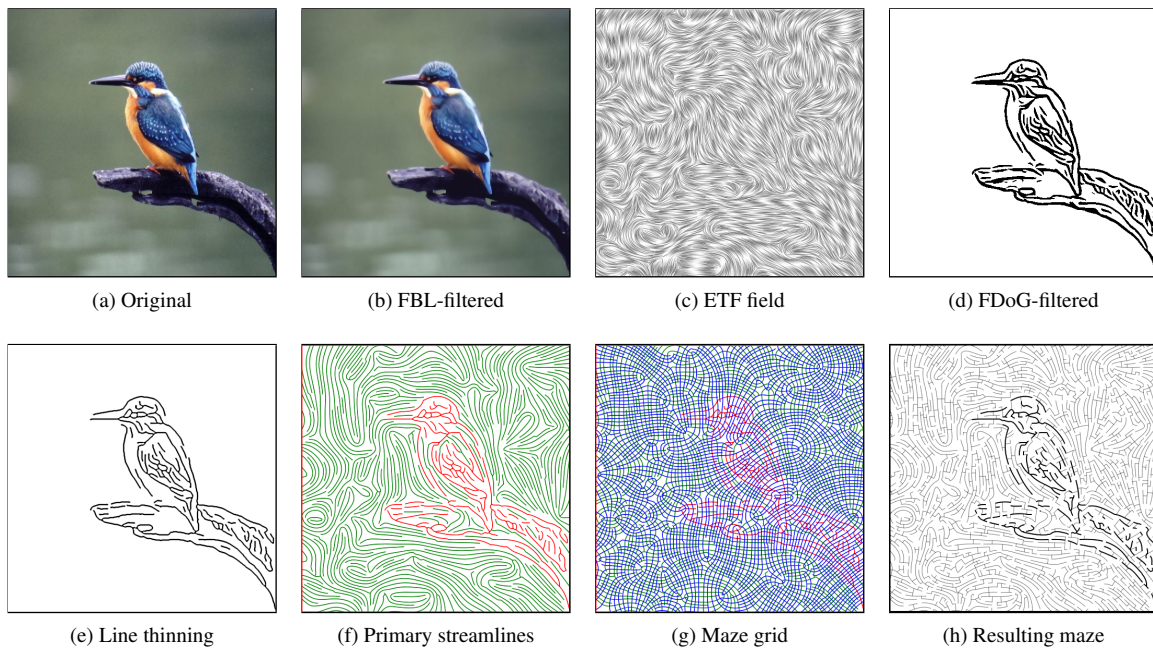 (a) Original
(b) FBL-filtered
(c) ETF field
(d) FDoG-filtered
(e) Line thinning
(f) Primary streamlines
(g) Maze grid
(h) Resulting maze